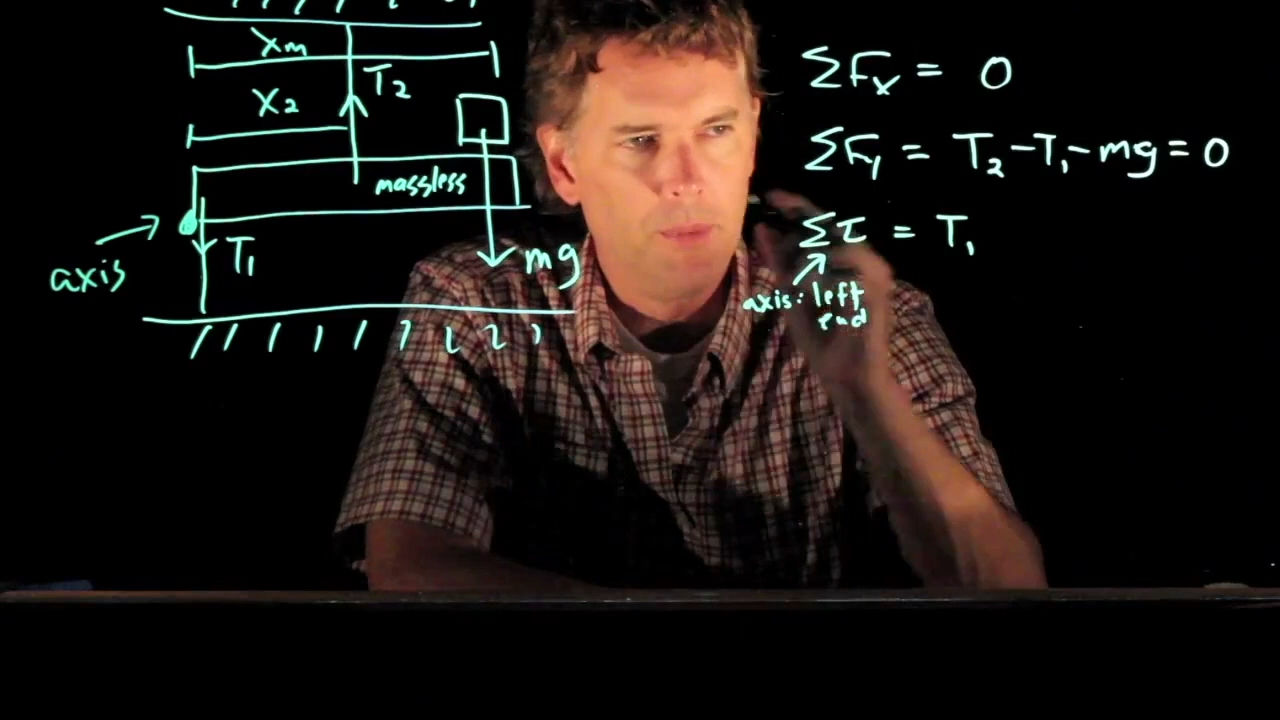 Xm
T2
X2
massless
T1
axis
mg
ΣFx = 0
ΣFy = T2-T1-mg=0
Στ = T1
axis: left
end